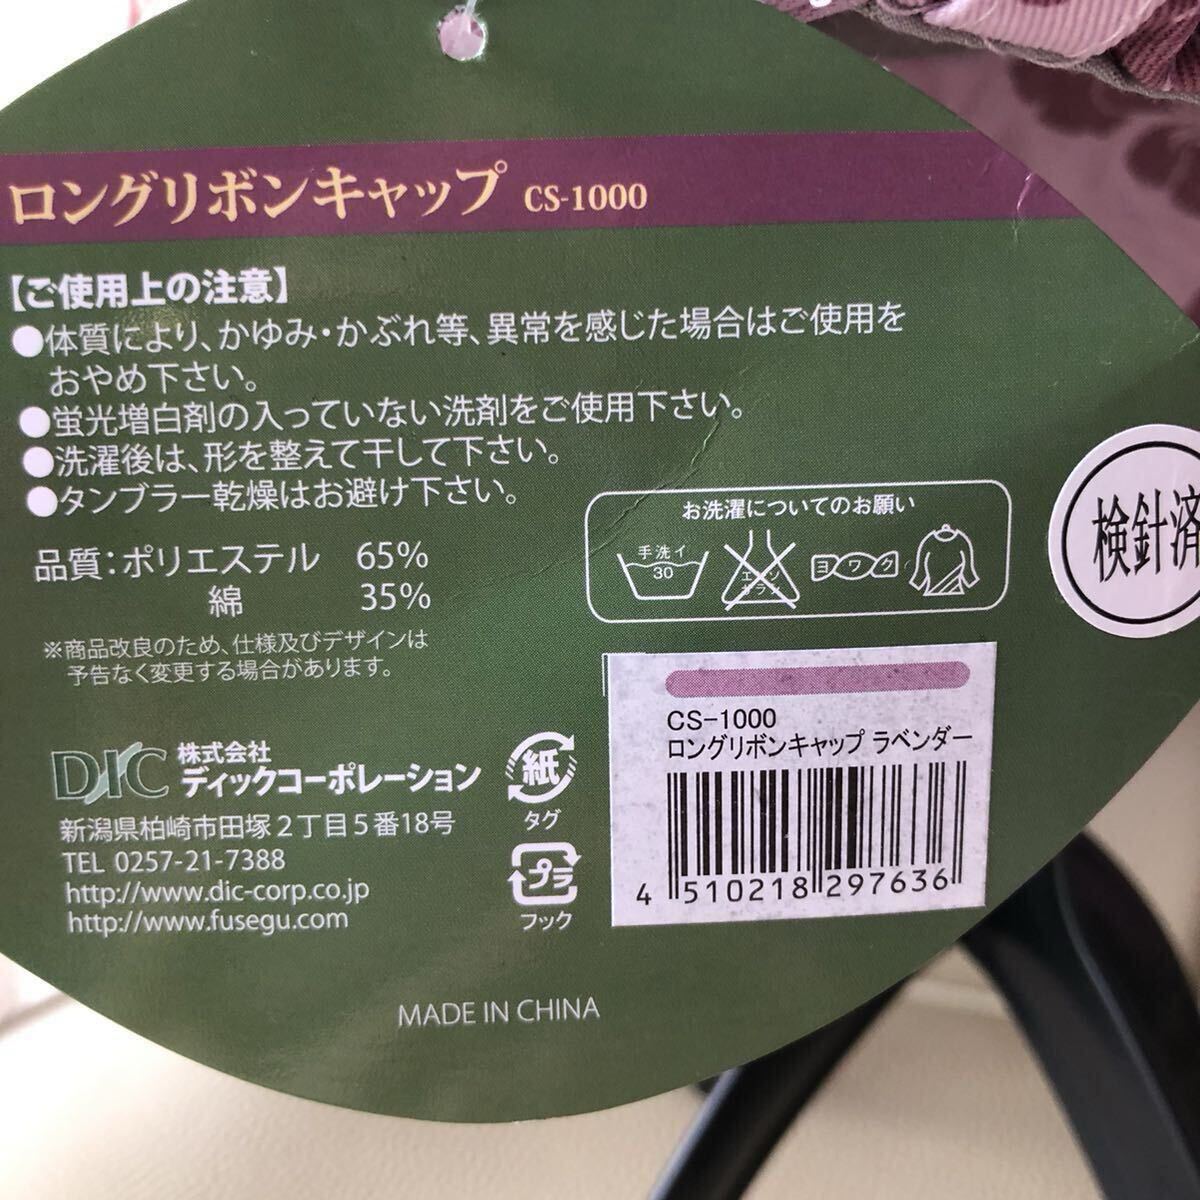 ロングリボンキャップ CS-1000
【ご使用上の注意】
●体質により、かゆみ・かぶれ等、異常を感じた場合はご使用を
おやめ下さい。
●蛍光増白剤の入っていない洗剤をご使用下さい。
●洗濯後は、形を整えて干して下さい。
●タンブラー乾燥はお避け下さい。
品質：ポリエステル 65%
綿 35%
※商品改良のため、仕様及びデザインは
予告なく変更する場合があります。
お洗濯についてのお願い
手洗イ
30
エンソ
サラシ
ヨワク
検針済
DIC 株式会社
ディックコーポレーション
新潟県柏崎市田塚2丁目5番18号
TEL 0257-21-7388
http://www.dic-corp.co.jp
http://www.fusegu.com
紙
タグ
プラ
フック
CS-1000
ロングリボンキャップ ラベンダー
4 510218 297636
MADE IN CHINA